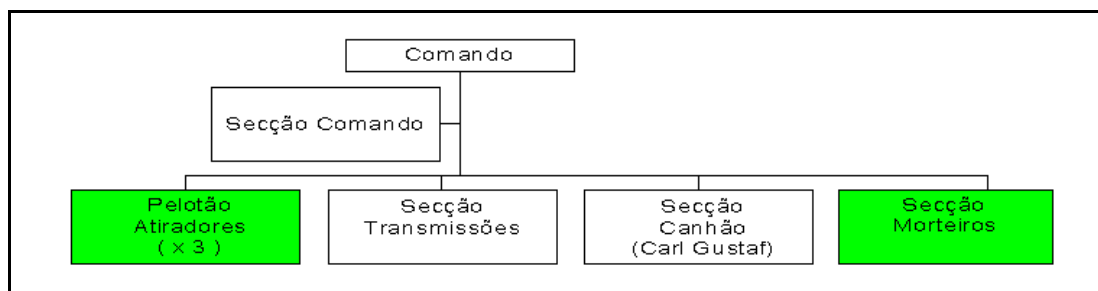 Comando
Secção Comando
Pelotão
Atiradores
( x 3 )
Secção
Transmissões
Secção
Canhão
(Carl Gustaf)
Secção
Morteiros